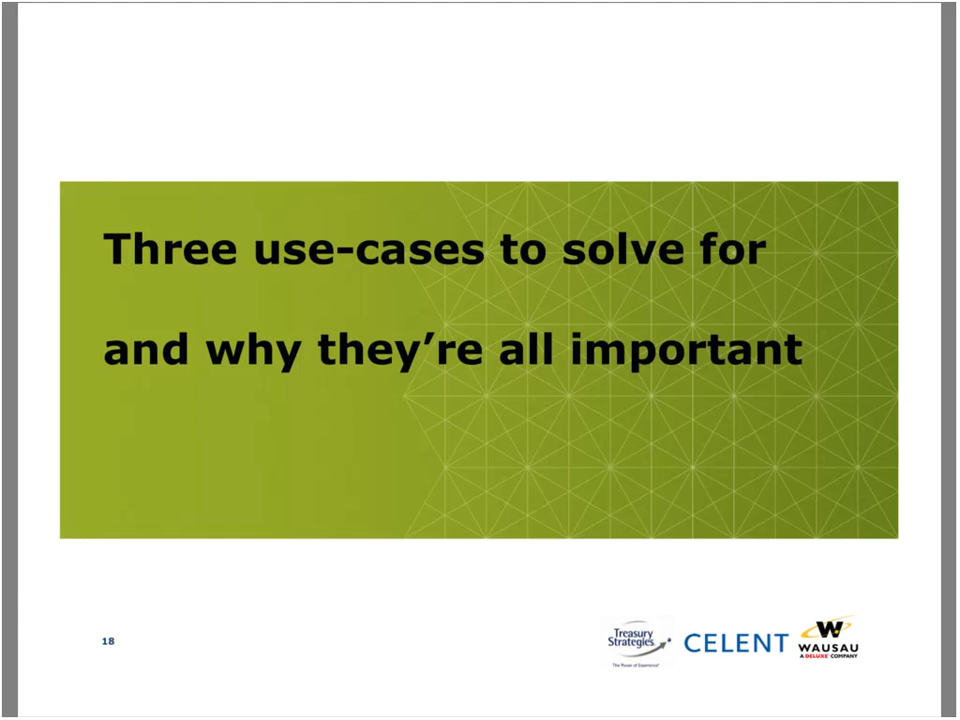 Three use-cases to solve for
and why they’re all important
18
Treasury
Strategies
The Power of Experience
CELENT
W
WAUSAU
A DELUXE COMPANY